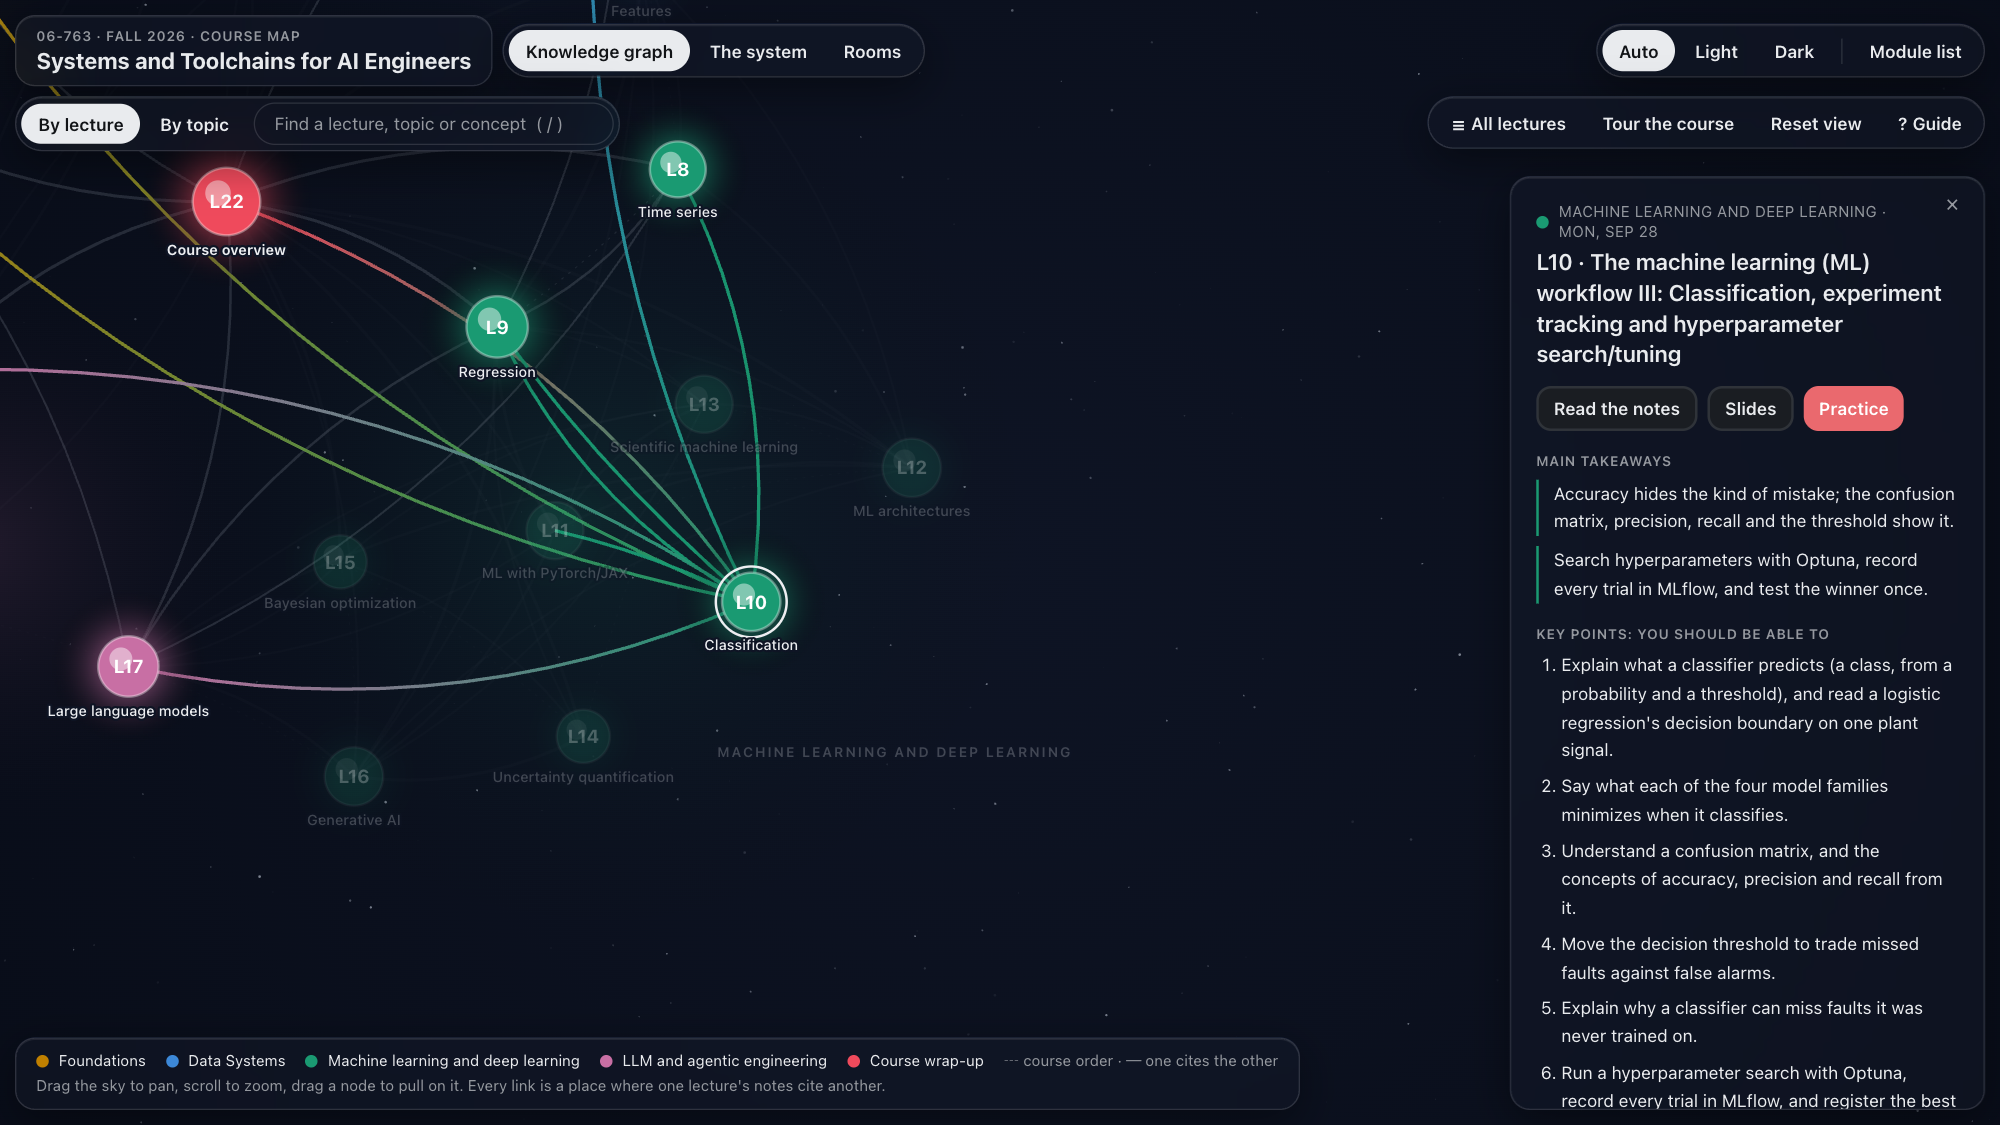 Features
06-763 · FALL 2026 · COURSE MAP
Systems and Toolchains for AI Engineers
Knowledge graph
The system
Rooms
Auto
Light
Dark
Module list
By lecture
By topic
Find a lecture, topic or concept ( / )
≡ All lectures
Tour the course
Reset view
? Guide
L22
Course overview
L8
Time series
L9
Regression
L13
Scientific machine learning
L12
ML architectures
L11
ML with PyTorch/JAX
L15
Bayesian optimization
L10
Classification
L17
Large language models
L14
Uncertainty quantification
MACHINE LEARNING AND DEEP LEARNING
L16
Generative AI
MACHINE LEARNING AND DEEP LEARNING ·
MON, SEP 28
×
L10 · The machine learning (ML)
workflow III: Classification, experiment
tracking and hyperparameter
search/tuning
Read the notes
Slides
Practice
MAIN TAKEAWAYS
Accuracy hides the kind of mistake; the confusion
matrix, precision, recall and the threshold show it.
Search hyperparameters with Optuna, record
every trial in MLflow, and test the winner once.
KEY POINTS: YOU SHOULD BE ABLE TO
1. Explain what a classifier predicts (a class, from a
probability and a threshold), and read a logistic
regression's decision boundary on one plant
signal.
2. Say what each of the four model families
minimizes when it classifies.
3. Understand a confusion matrix, and the
concepts of accuracy, precision and recall from
it.
4. Move the decision threshold to trade missed
faults against false alarms.
5. Explain why a classifier can miss faults it was
never trained on.
6. Run a hyperparameter search with Optuna,
record every trial in MLflow, and register the best
Foundations
Data Systems
Machine learning and deep learning
LLM and agentic engineering
Course wrap-up
--- course order · — one cites the other
Drag the sky to pan, scroll to zoom, drag a node to pull on it. Every link is a place where one lecture's notes cite another.